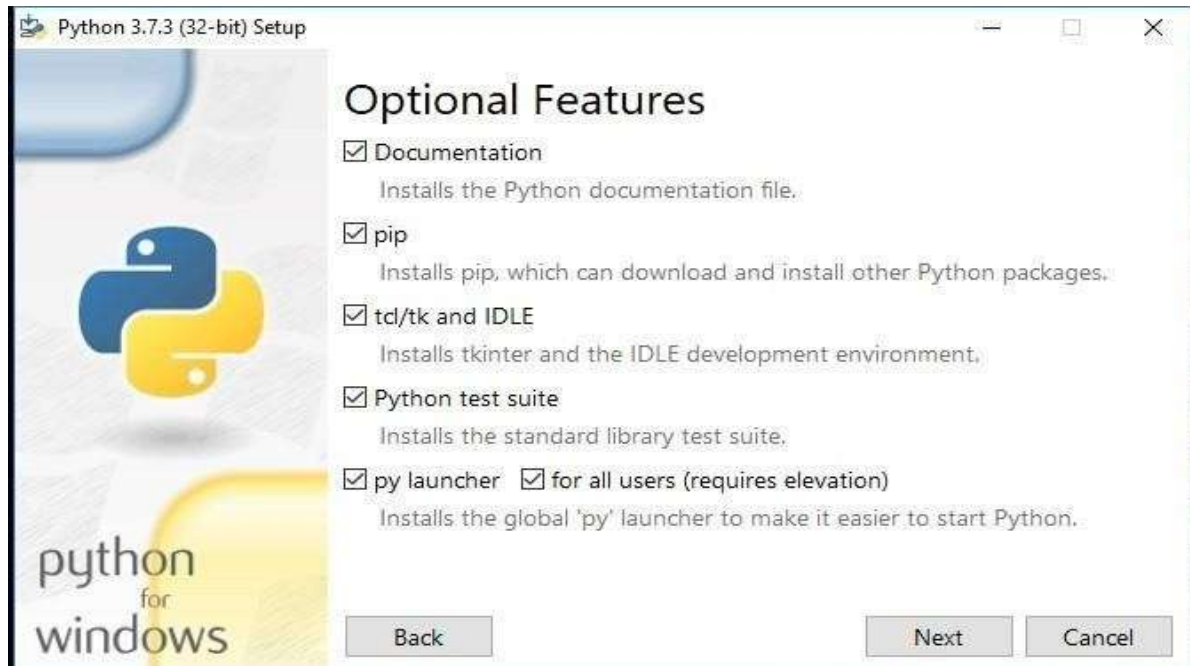 Python 3.7.3 (32-bit) Setup
Optional Features
Documentation
Installs the Python documentation file.
pip
Installs pip, which can download and install other Python packages.
tcl/tk and IDLE
Installs tkinter and the IDLE development environment.
Python test suite
Installs the standard library test suite.
py launcher for all users (requires elevation)
Installs the global 'py' launcher to make it easier to start Python.
python
for
windows
Back Next Cancel